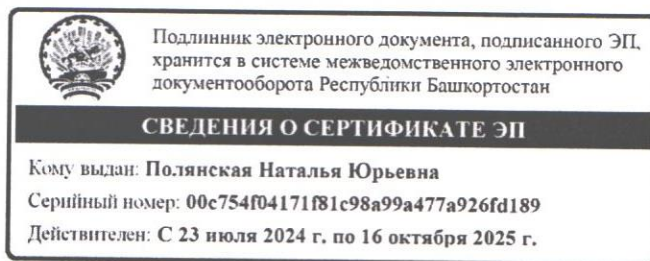 Подлинник электронного документа, подписанного ЭП,
хранится в системе межведомственного электронного
документооборота Республики Башкортостан
СВЕДЕНИЯ О СЕРТИФИКАТЕ ЭП
Кому выдан: Полянская Наталья Юрьевна
Серийный номер: 00c754f04171f81c98a99a477a926fd189
Действителен: С 23 июля 2024 г. по 16 октября 2025 г.